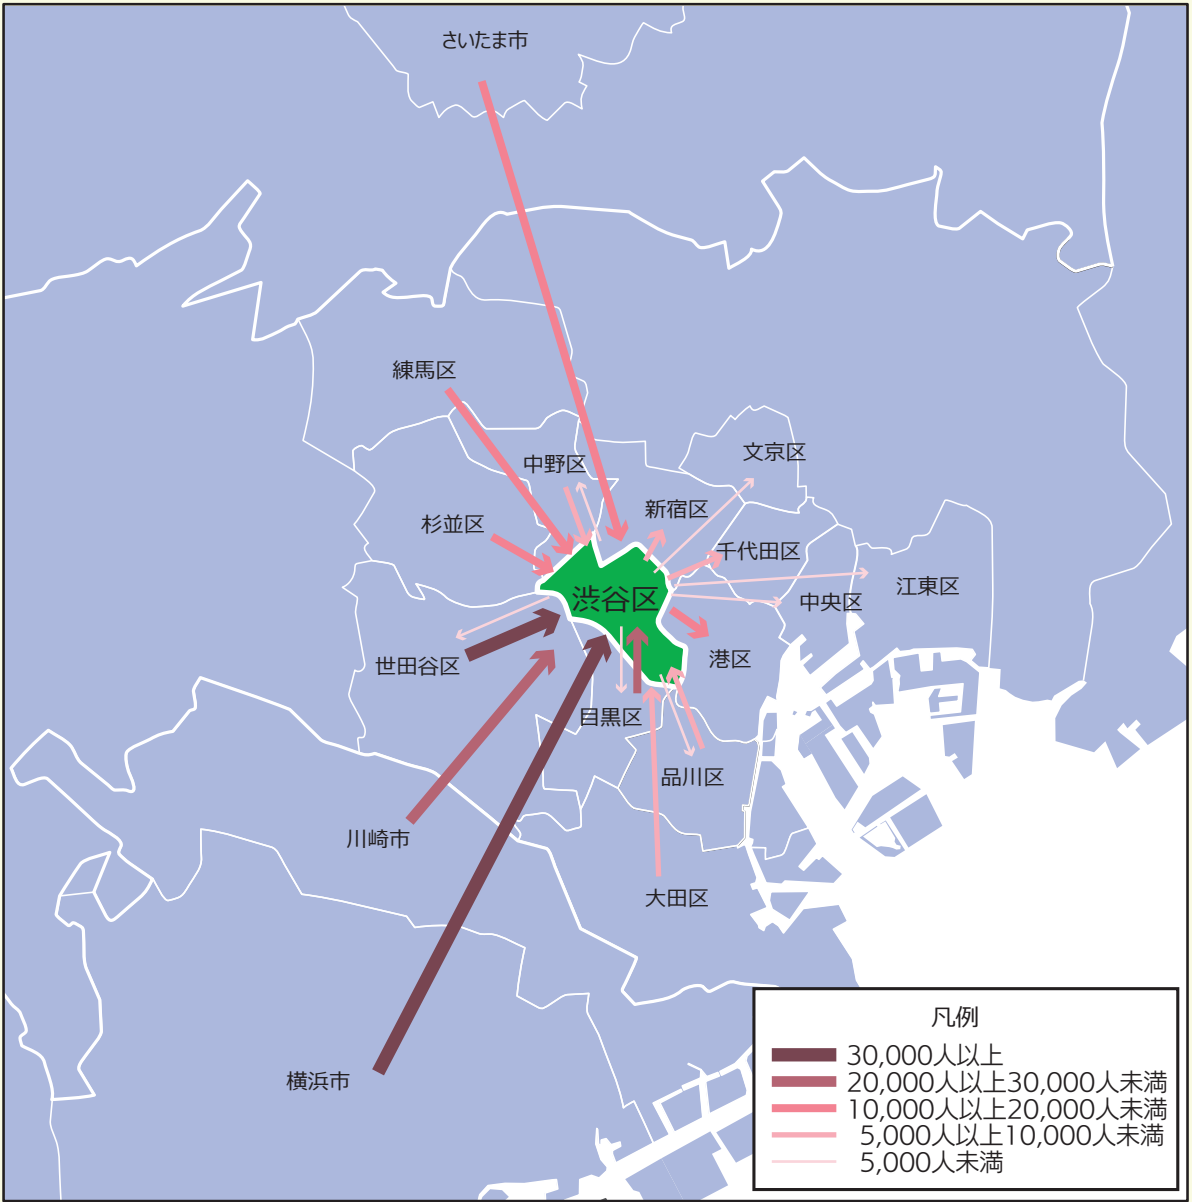 さいたま市
練馬区
中野区
文京区
新宿区
杉並区
千代田区
江東区
渋谷区
中央区
世田谷区
港区
目黒区
品川区
川崎市
大田区
横浜市
凡例
30,000人以上
20,000人以上30,000人未満
10,000人以上20,000人未満
5,000人以上10,000人未満
5,000人未満